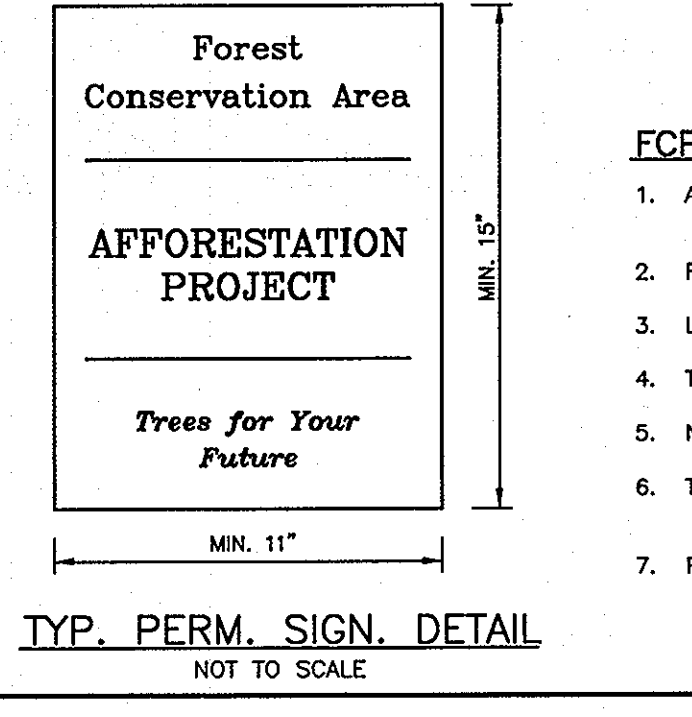 Forest
Conservation Area
AFFORESTATION
PROJECT
Trees for Your
Future
MIN. 15"
MIN. 11"
TYP. PERM. SIGN. DETAIL
NOT TO SCALE
1.
2.
3.
4.
5.
6.
7.